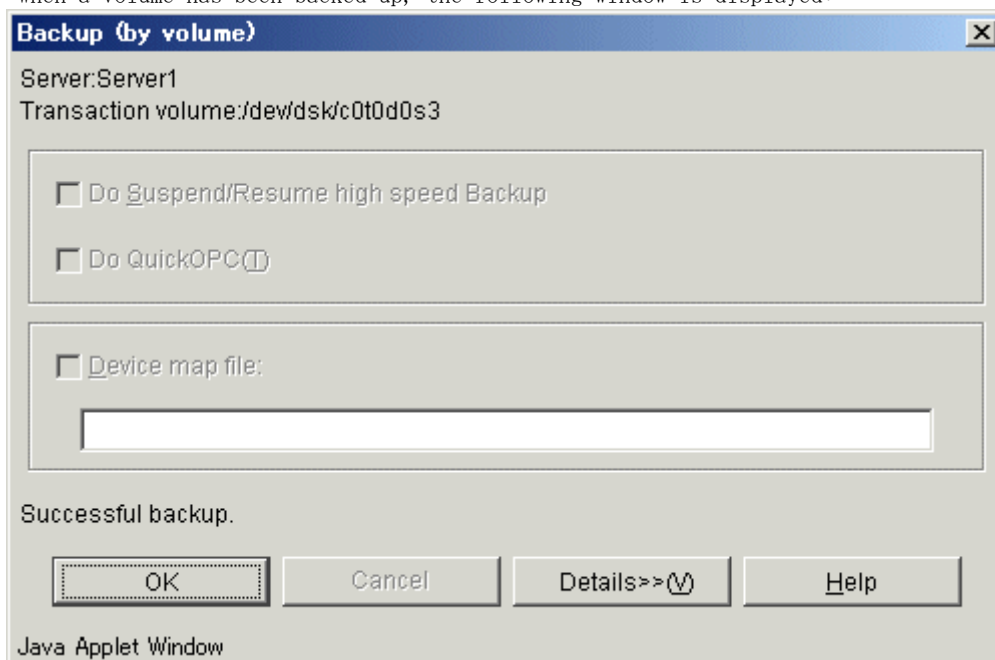 When a volume has been backed up, the following window is displayed.
Backup (by volume)
Server:Server1
Transaction volume:/dev/dsk/c0t0d0s3
Do Suspend/Resume high speed Backup
Do QuickOPC(T)
Device map file:
Successful backup.
OK Cancel Details>>(V) Help
Java Applet Window